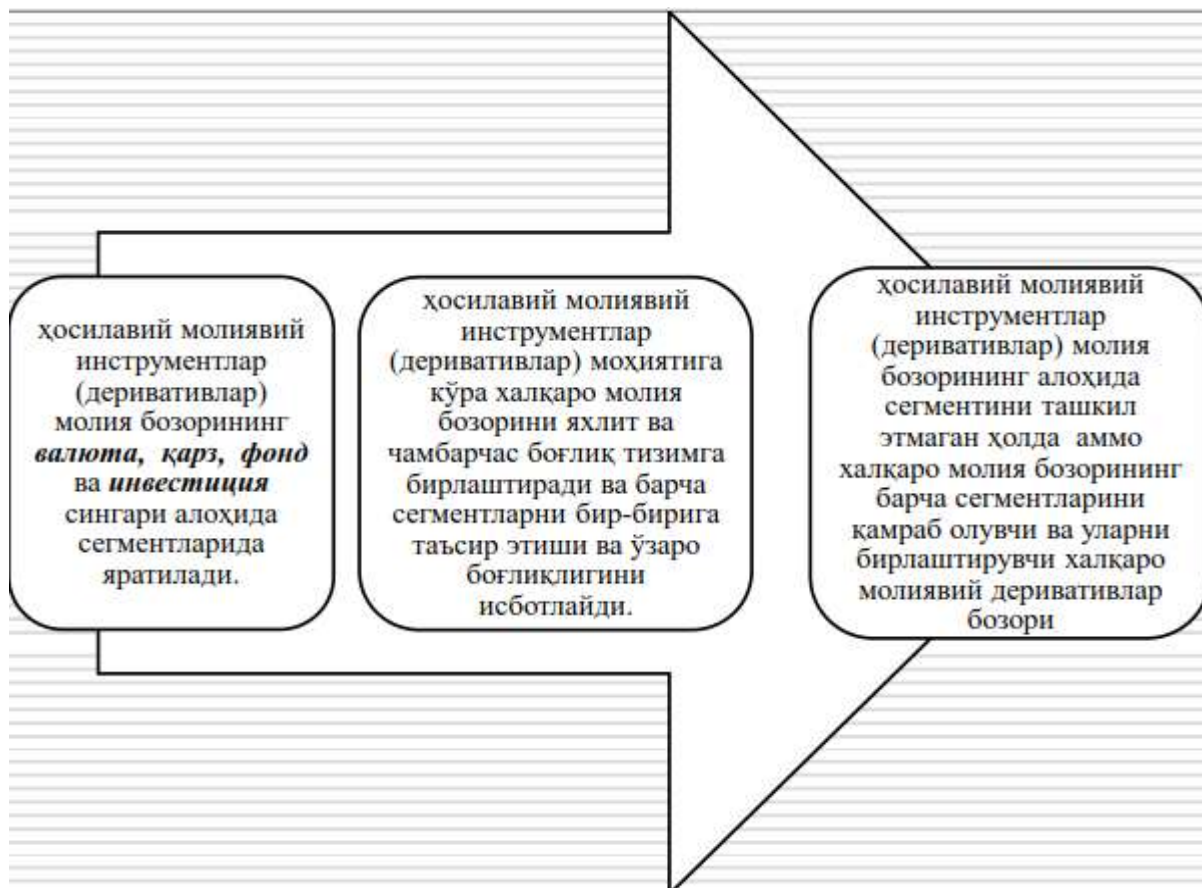 ҳосилавий молиявий
инструментлар
(деривативлар)
молия бозорининг
валюта, қарз, фонд
ва инвестиция
сингари алоҳида
сегментларида
яратилади.
ҳосилавий молиявий
инструментлар
(деривативлар) моҳиятига
кўра халқаро молия
бозорини яхлит ва
чамбарчас боғлиқ тизимга
бирлаштиради ва барча
сегментларни бир-бирига
таъсир этиши ва ўзаро
боғлиқлигини
исботлайди.
ҳосилавий молиявий
инструментлар
(деривативлар) молия
бозорининг алоҳида
сегментини ташкил
этмаган ҳолда аммо
халқаро молия бозорининг
барча сегментларини
қамраб олувчи ва уларни
бирлаштирувчи халқаро
молиявий деривативлар
бозори